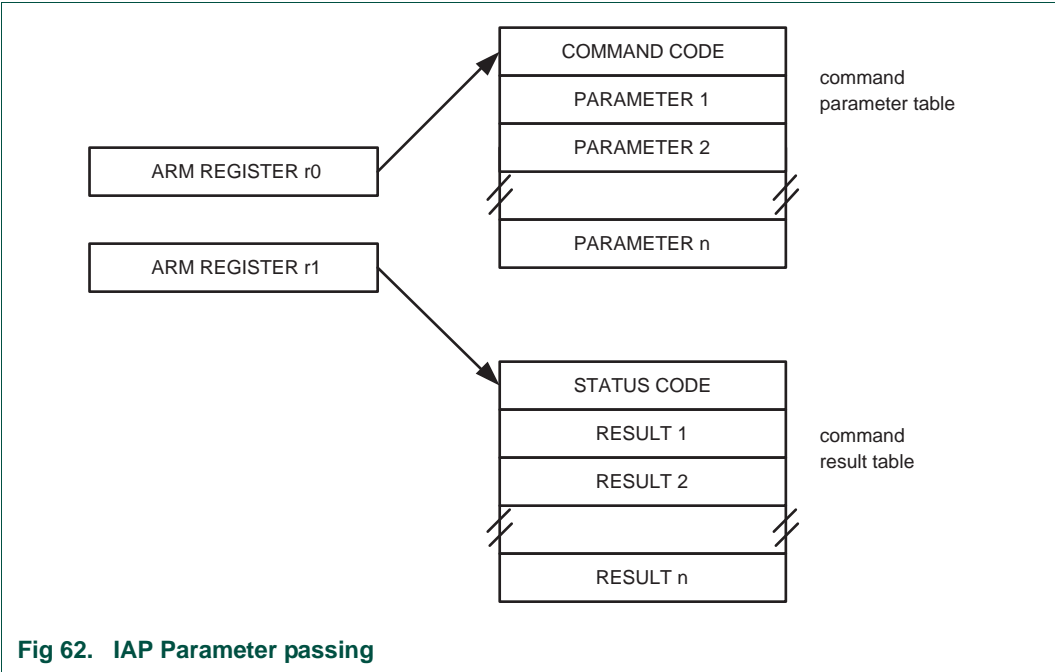 COMMAND CODE
PARAMETER 1
PARAMETER 2
PARAMETER n
command
parameter table
ARM REGISTER r0
ARM REGISTER r1
STATUS CODE
RESULT 1
RESULT 2
RESULT n
command
result table
Fig 62. IAP Parameter passing